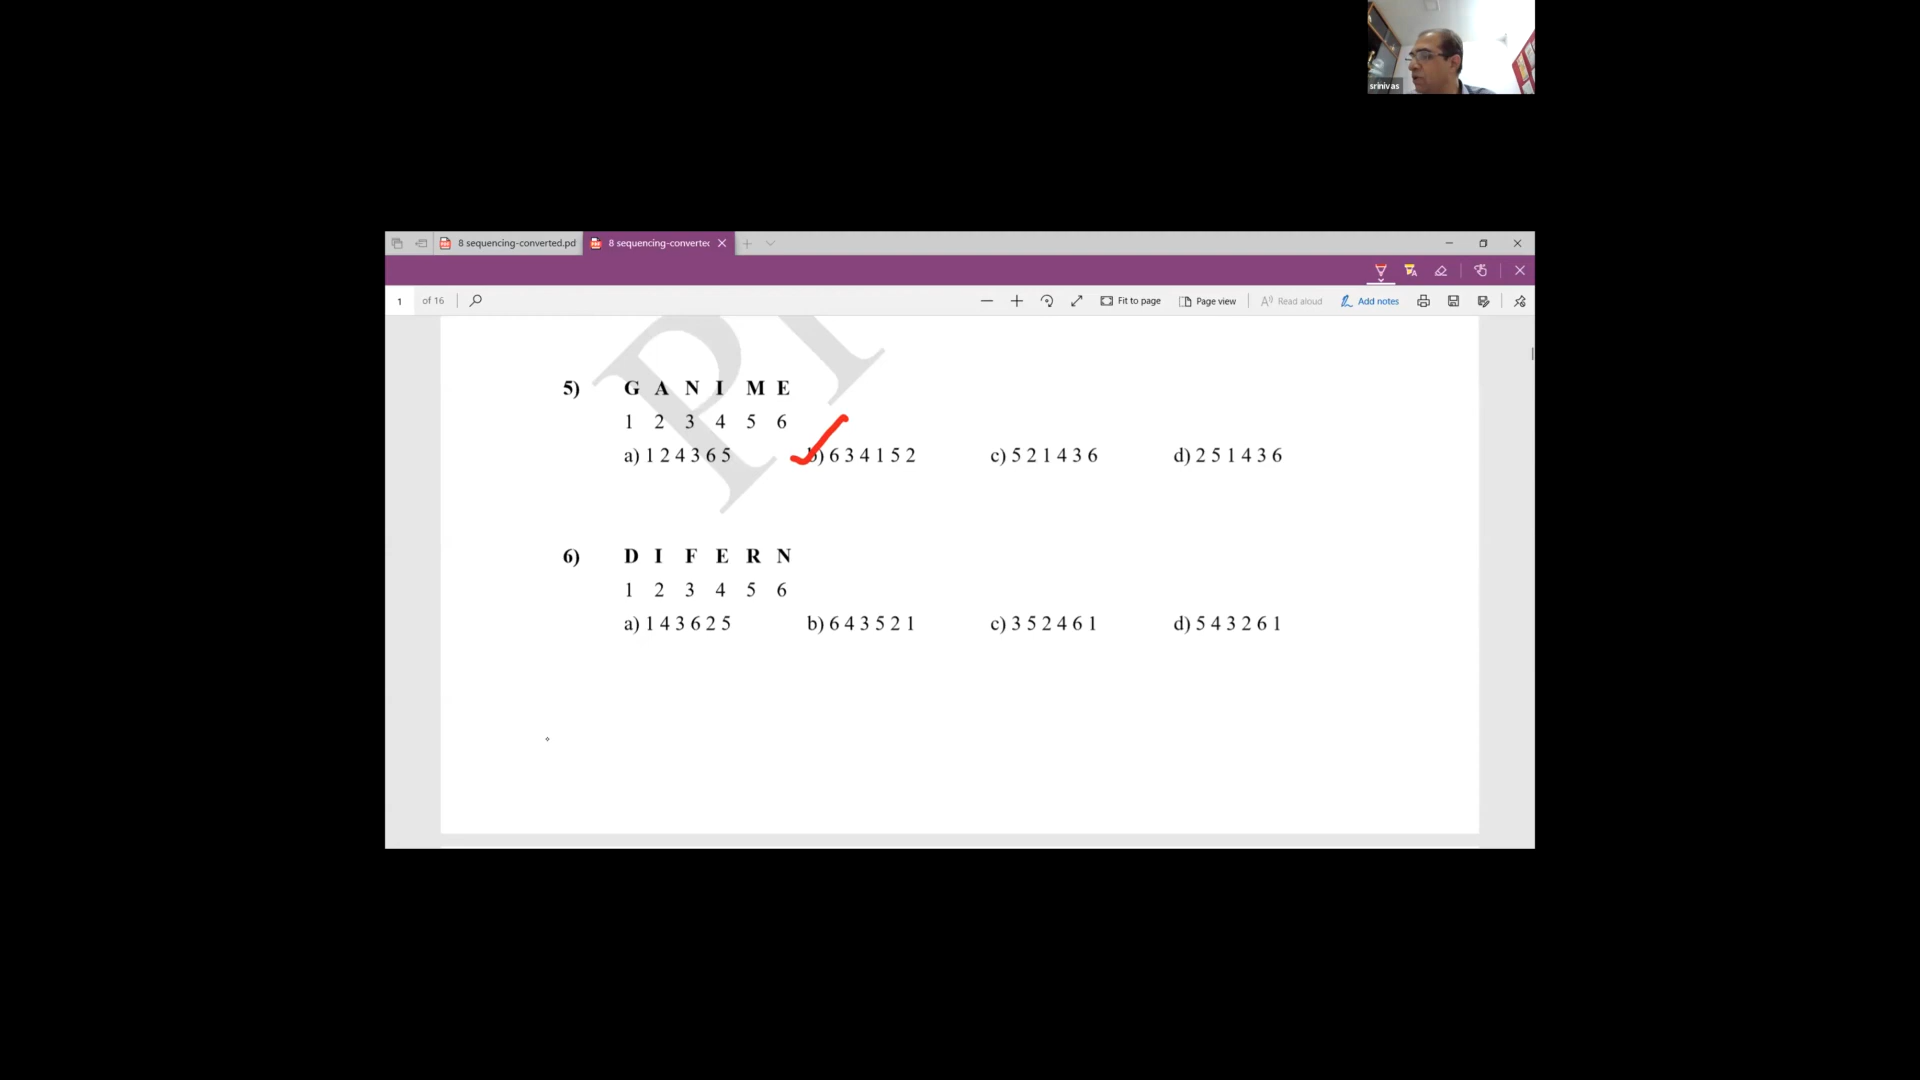 srinivas
8 sequencing-converted.pd
8 sequencing-converted
1 of 16
Fit to page
Page view
Read aloud
Add notes
5) G A N I M E
1 2 3 4 5 6
a) 1 2 4 3 6 5 b) 6 3 4 1 5 2 c) 5 2 1 4 3 6 d) 2 5 1 4 3 6
6) D I F E R N
1 2 3 4 5 6
a) 1 4 3 6 2 5 b) 6 4 3 5 2 1 c) 3 5 2 4 6 1 d) 5 4 3 2 6 1